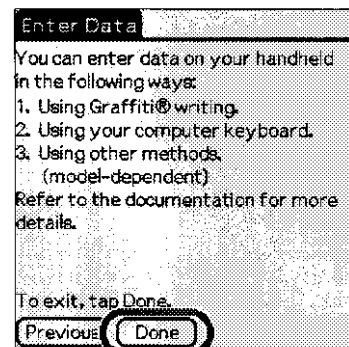 Enter Data
You can enter data on your handheld
in the following ways:
1. Using Graffiti® writing.
2. Using your computer keyboard.
3. Using other methods.
(model-dependent)
Refer to the documentation for more
details.
To exit, tap Done.
Previous Done